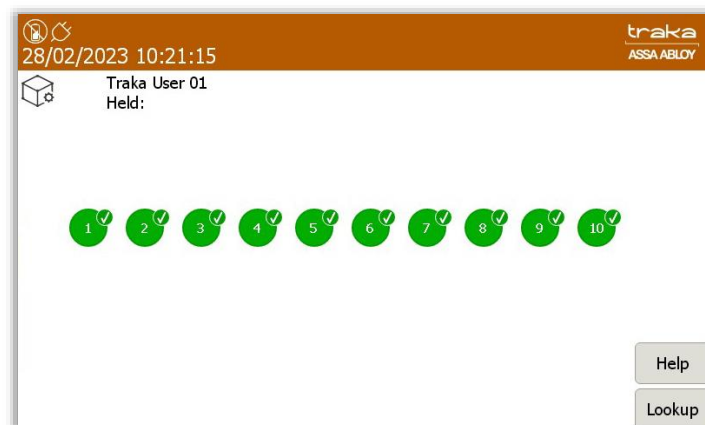 28/02/2023 10:21:15
traka
ASSA ABLOY
Traka User 01
Held:
1 2 3 4 5 6 7 8 9 10
Help
Lookup